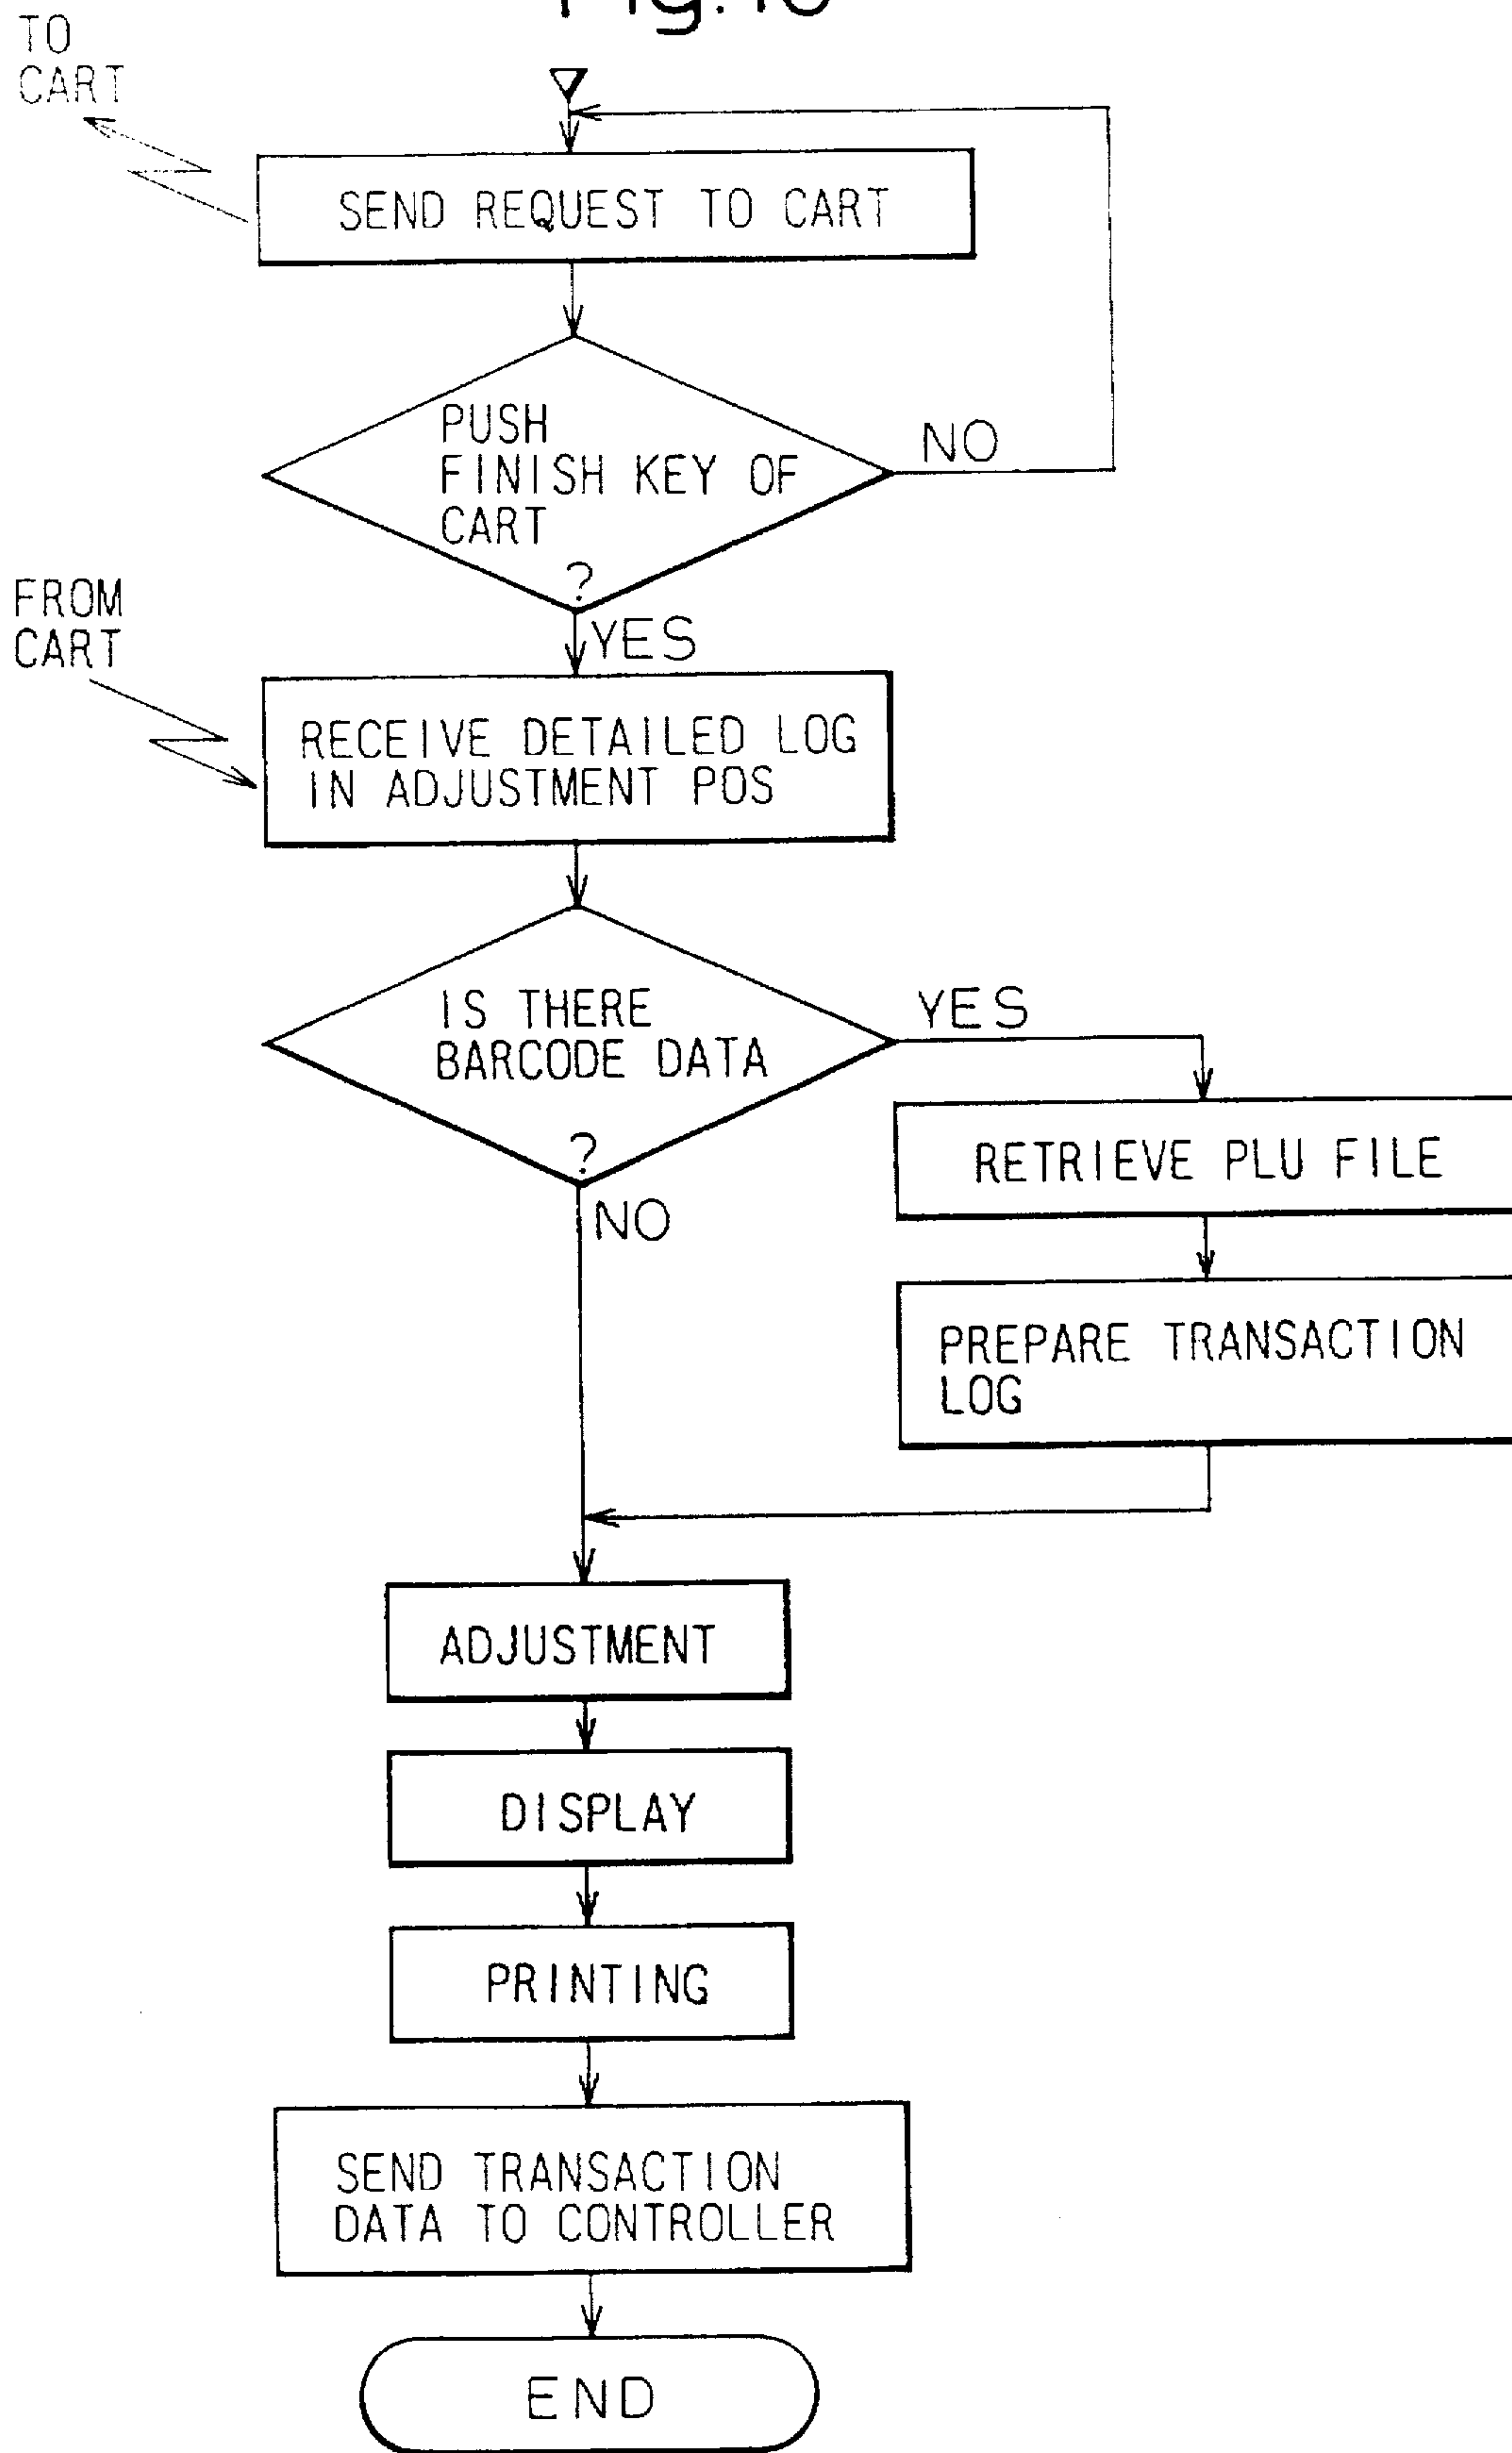 TO
CART
SEND REQUEST TO CART
PUSH
FINISH KEY OF
CART
?
NO
YES
FROM
CART
RECEIVE DETAILED LOG
IN ADJUSTMENT POS
IS THERE
BARCODE DATA
?
YES
NO
RETRIEVE PLU FILE
PREPARE TRANSACTION
LOG
ADJUSTMENT
DISPLAY
PRINTING
SEND TRANSACTION
DATA TO CONTROLLER
END